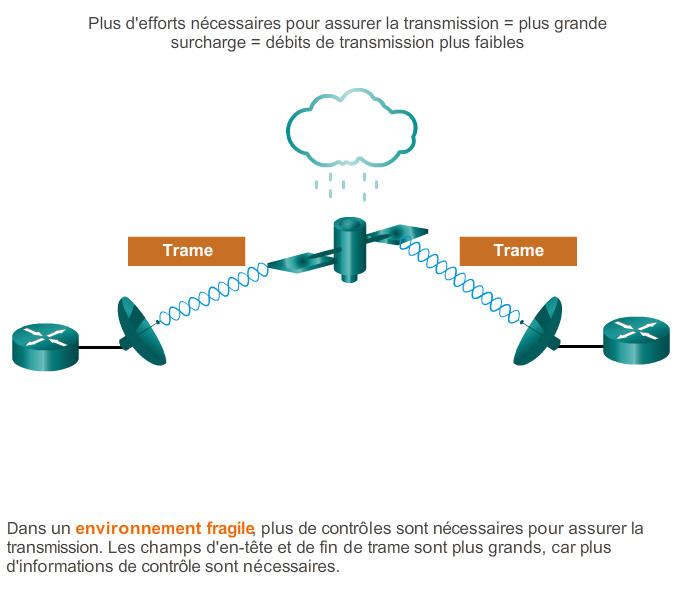 Plus d'efforts nécessaires pour assurer la transmission = plus grande
surcharge = débits de transmission plus faibles
Trame
Trame
Dans un environnement fragile, plus de contrôles sont nécessaires pour assurer la
transmission. Les champs d'en-tête et de fin de trame sont plus grands, car plus
d'informations de contrôle sont nécessaires.